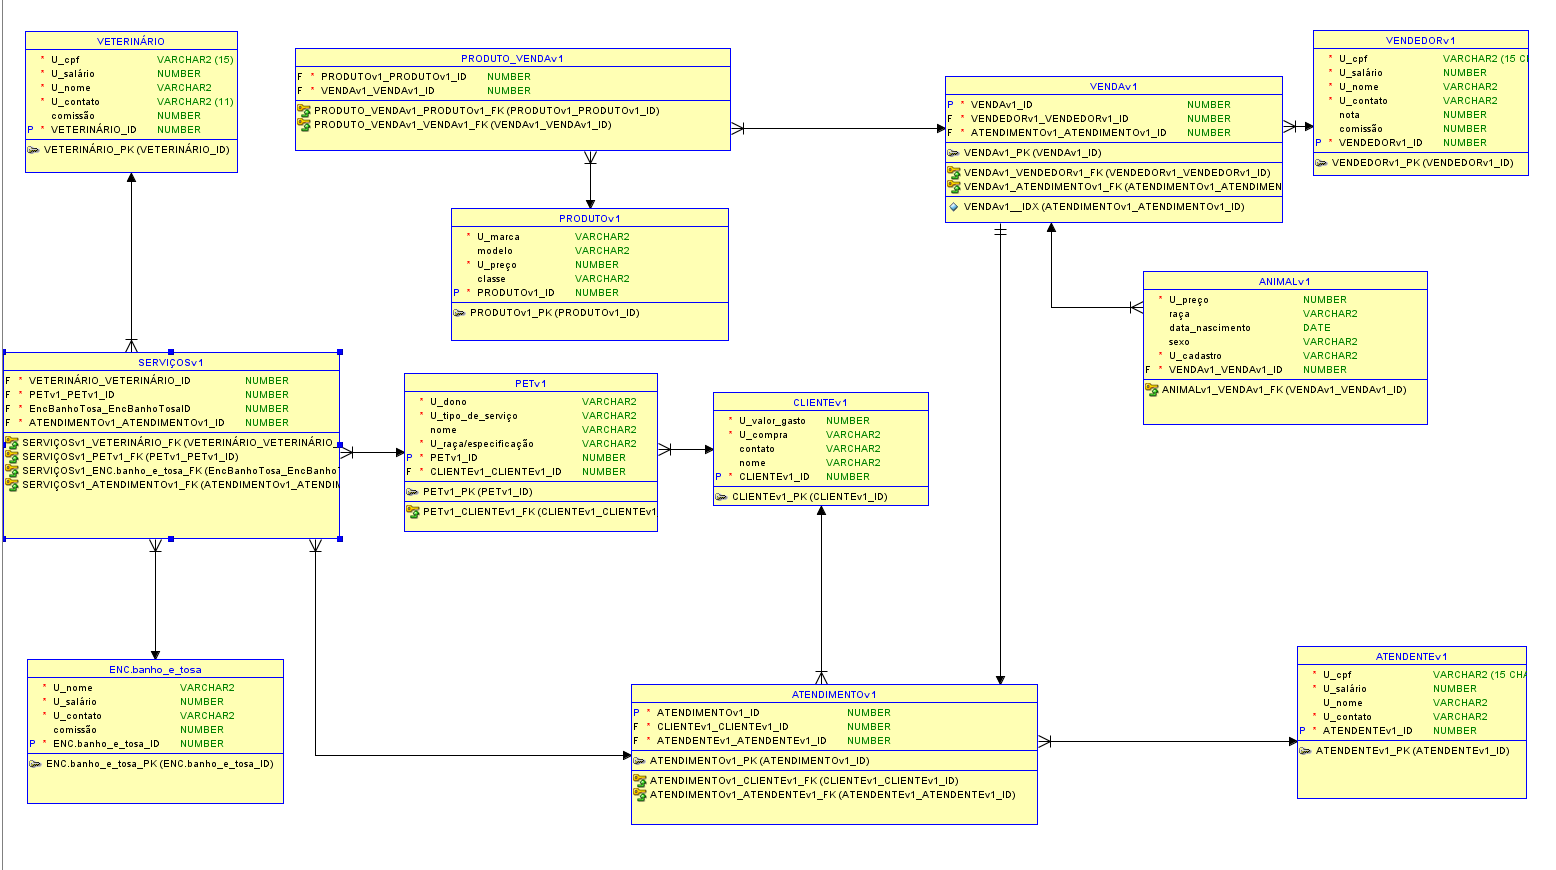 VETERINÁRIO
* U_cpf VARCHAR2 (15)
* U_salário NUMBER
* U_nome VARCHAR2
* U_contato VARCHAR2 (11)
comissão NUMBER
P * VETERINÁRIO_ID NUMBER
VETERINÁRIO_PK (VETERINÁRIO_ID)
PRODUTO_VENDAv1
F * PRODUTOv1_PRODUTOv1_ID NUMBER
F * VENDAv1_VENDAv1_ID NUMBER
PRODUTO_VENDAv1_PRODUTOv1_FK (PRODUTOv1_PRODUTOv1_ID)
PRODUTO_VENDAv1_VENDAv1_FK (VENDAv1_VENDAv1_ID)
VENDAv1
P * VENDAv1_ID NUMBER
F * VENDEDORv1_VENDEDORv1_ID NUMBER
F * ATENDIMENTOv1_ATENDIMENTOv1_ID NUMBER
VENDAv1_PK (VENDAv1_ID)
VENDAv1_VENDEDORv1_FK (VENDEDORv1_VENDEDORv1_ID)
VENDAv1_ATENDIMENTOv1_FK (ATENDIMENTOv1_ATENDIMEN
VENDAv1__IDX (ATENDIMENTOv1_ATENDIMENTOv1_ID)
VENDEDORv1
* U_cpf VARCHAR2 (15 C
* U_salário NUMBER
* U_nome VARCHAR2
* U_contato VARCHAR2
nota NUMBER
comissão NUMBER
P * VENDEDORv1_ID NUMBER
VENDEDORv1_PK (VENDEDORv1_ID)
PRODUTOv1
* U_marca VARCHAR2
modelo VARCHAR2
* U_preço NUMBER
classe VARCHAR2
P * PRODUTOv1_ID NUMBER
PRODUTOv1_PK (PRODUTOv1_ID)
ANIMALv1
* U_preço NUMBER
raça VARCHAR2
data_nascimento DATE
sexo VARCHAR2
* U_cadastro VARCHAR2
F * VENDAv1_VENDAv1_ID NUMBER
ANIMALv1_VENDAv1_FK (VENDAv1_VENDAv1_ID)
SERVIÇOSv1
F * VETERINÁRIO_VETERINÁRIO_ID NUMBER
F * PETv1_PETv1_ID NUMBER
F * EncBanhoTosa_EncBanhoTosaID NUMBER
F * ATENDIMENTOv1_ATENDIMENTOv1_ID NUMBER
SERVIÇOSv1_VETERINÁRIO_FK (VETERINÁRIO_VETERINÁRIO_
SERVIÇOSv1_PETv1_FK (PETv1_PETv1_ID)
SERVIÇOSv1_ENC.banho_e_tosa_FK (EncBanhoTosa_EncBanhoT
SERVIÇOSv1_ATENDIMENTOv1_FK (ATENDIMENTOv1_ATENDIM
PETv1
* U_dono VARCHAR2
* U_tipo_de_serviço VARCHAR2
nome VARCHAR2
* U_raça/especificação VARCHAR2
P * PETv1_ID NUMBER
F * CLIENTEv1_CLIENTEv1_ID NUMBER
PETv1_PK (PETv1_ID)
PETv1_CLIENTEv1_FK (CLIENTEv1_CLIENTEv1
CLIENTEv1
* U_valor_gasto NUMBER
* U_compra VARCHAR2
contato VARCHAR2
nome VARCHAR2
P * CLIENTEv1_ID NUMBER
CLIENTEv1_PK (CLIENTEv1_ID)
ENC.banho_e_tosa
* U_nome VARCHAR2
* U_salário NUMBER
* U_contato VARCHAR2
comissão NUMBER
P * ENC.banho_e_tosa_ID NUMBER
ENC.banho_e_tosa_PK (ENC.banho_e_tosa_ID)
ATENDIMENTOv1
P * ATENDIMENTOv1_ID NUMBER
F * CLIENTEv1_CLIENTEv1_ID NUMBER
F * ATENDENTEv1_ATENDENTEv1_ID NUMBER
ATENDIMENTOv1_PK (ATENDIMENTOv1_ID)
ATENDIMENTOv1_CLIENTEv1_FK (CLIENTEv1_CLIENTEv1_ID)
ATENDIMENTOv1_ATENDENTEv1_FK (ATENDENTEv1_ATENDENTEv1_ID)
ATENDENTEv1
* U_cpf VARCHAR2 (15 CHA
* U_salário NUMBER
U_nome VARCHAR2
* U_contato VARCHAR2
P * ATENDENTEv1_ID NUMBER
ATENDENTEv1_PK (ATENDENTEv1_ID)